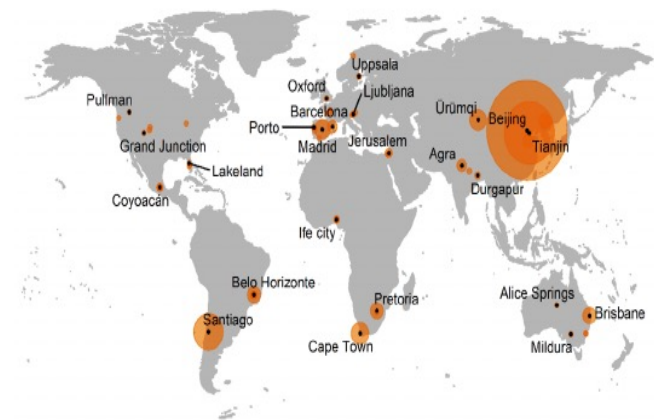 Uppsala
Oxford
Ljubljana
Pullman
Barcelona
Ürümqi
Beijing
Porto
Madrid
Jerusalem
Tianjin
Grand Junction
Agra
Lakeland
Durgapur
Coyoacán
Ife city
Belo Horizonte
Pretoria
Alice Springs
Santiago
Brisbane
Cape Town
Mildura